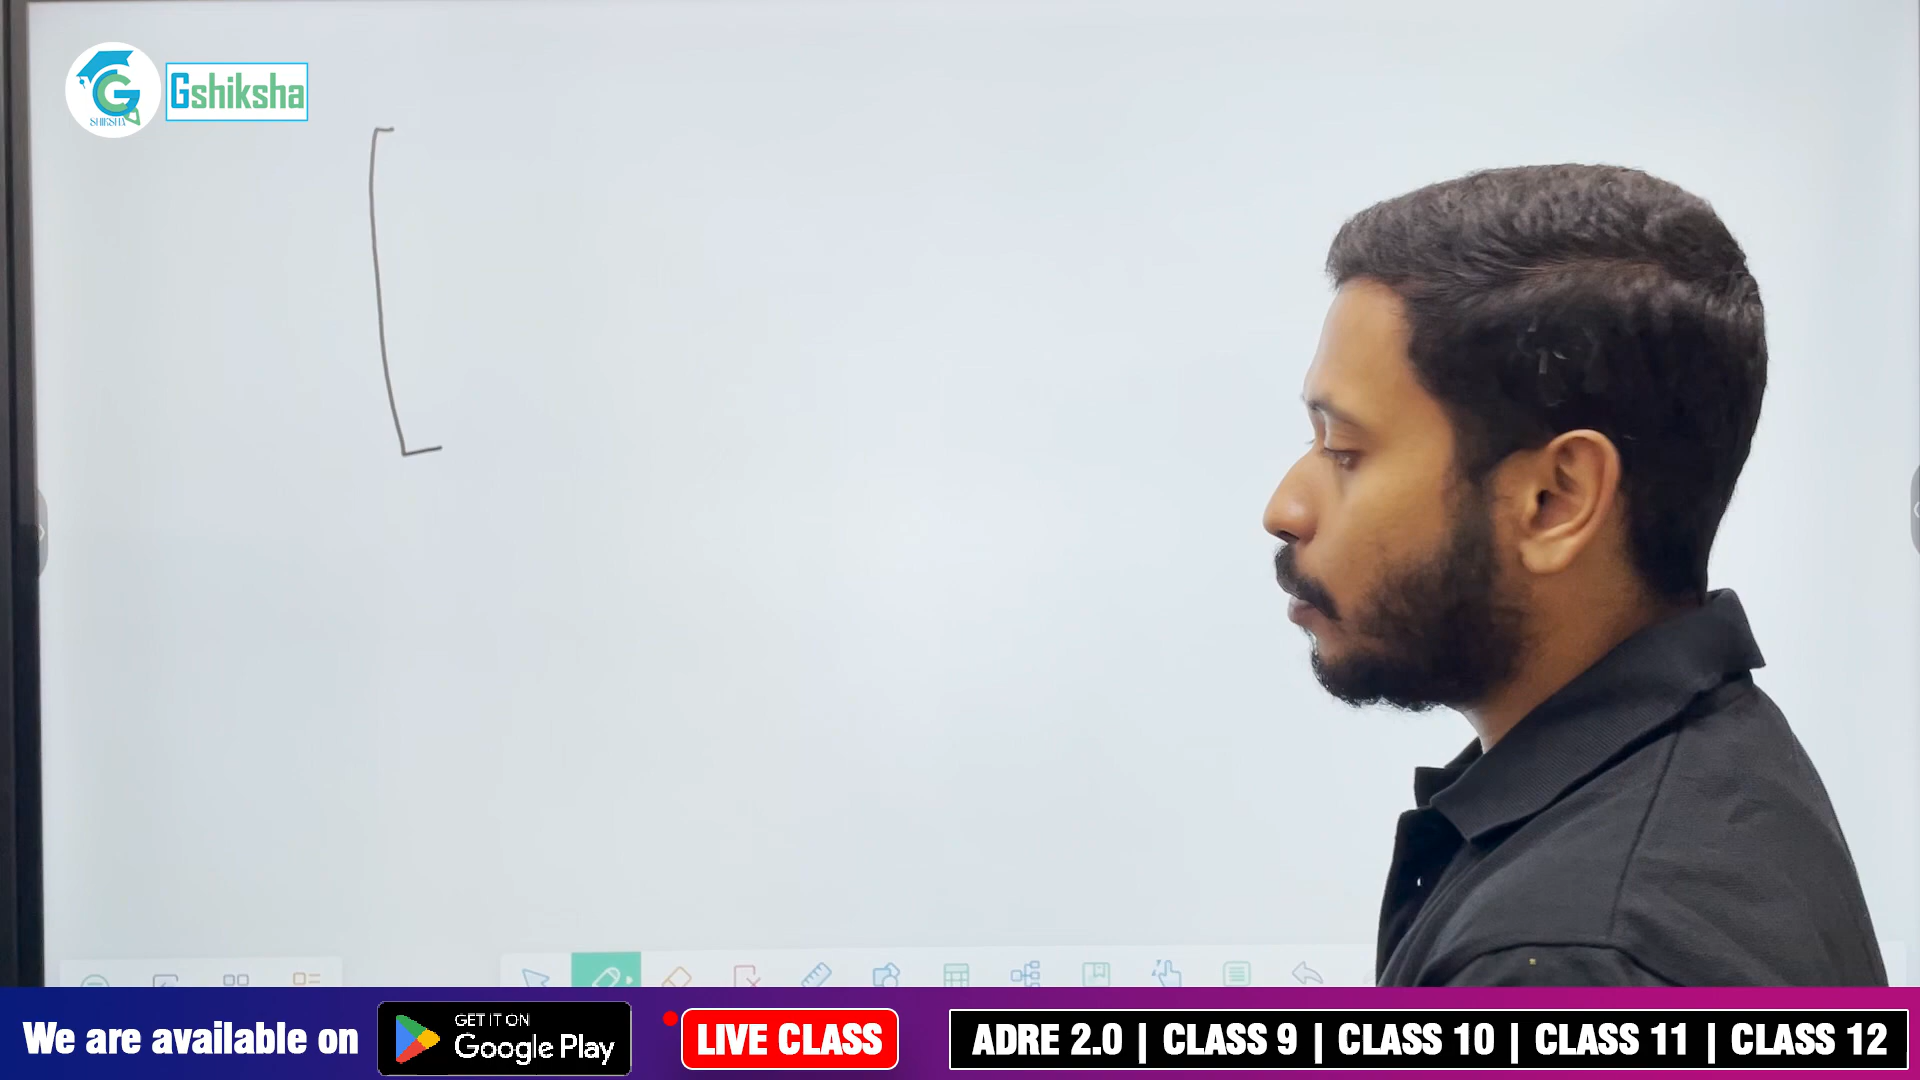 SHIKSHA
Gshiksha
[
We are available on
GET IT ON
Google Play
LIVE CLASS
ADRE 2.0 | CLASS 9 | CLASS 10 | CLASS 11 | CLASS 12